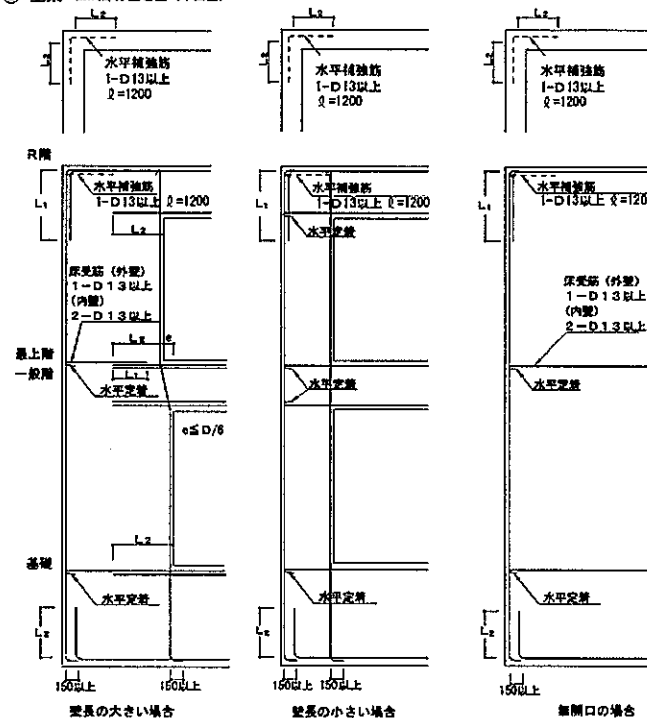 L₂
L₂
水平補強筋
1-D13以上
ℓ=1200
L₂
L₂
水平補強筋
1-D13以上
ℓ=1200
L₂
L₂
水平補強筋
1-D13以上
ℓ=1200
R階
L₁
水平補強筋
1-D13以上 ℓ=1200
L₂
床受筋（外壁）
1-D13以上
（内壁）
2-D13以上
L₂
e
最上階
一般階
L₁
水平定着
e≦D/6
L₂
基礎
水平定着
L₂
150以上
150以上
壁長の大きい場合
L₁
水平補強筋
1-D13以上 ℓ=1200
水平定着
水平定着
水平定着
L₂
150以上
150以上
壁長の小さい場合
L₁
水平補強筋
1-D13以上 ℓ=120
床受筋（外壁）
1-D13以上
（内壁）
2-D13以上
水平定着
水平定着
L₂
150以上
無開口の場合